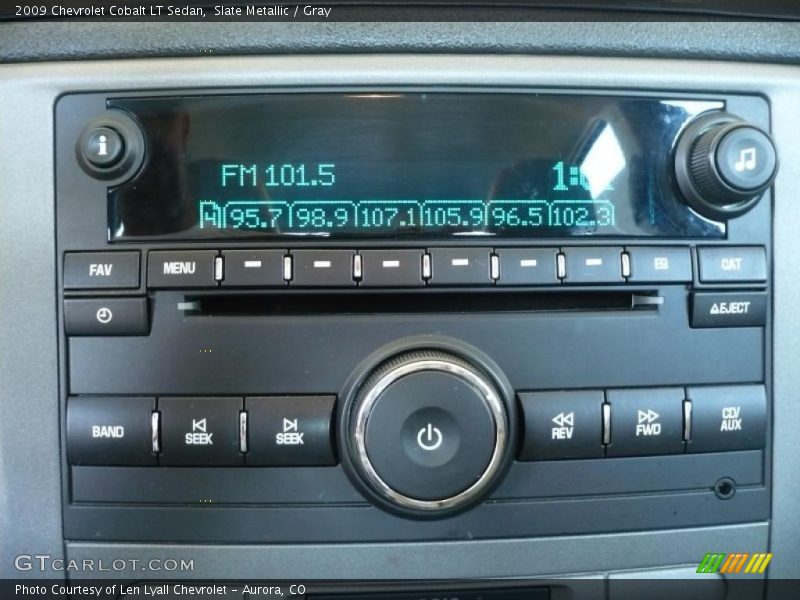 2009 Chevrolet Cobalt LT Sedan, Slate Metallic / Gray
i
FM 101.5
A 95.7 98.9 107.1 105.9 96.5 102.3
FAV MENU EQ CAT
EJECT
BAND SEEK SEEK REV FWD CD/AUX
GTCARLOT.COM
Photo Courtesy of Len Lyall Chevrolet - Aurora, CO